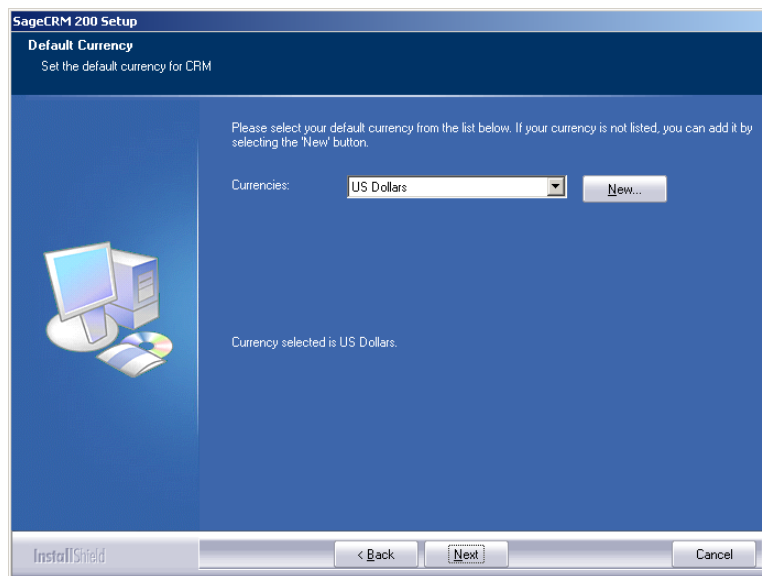 SageCRM 200 Setup
Default Currency
Set the default currency for CRM
Please select your default currency from the list below. If your currency is not listed, you can add it by
selecting the 'New' button.
Currencies: US Dollars New...
Currency selected is US Dollars.
InstallShield < Back Next Cancel